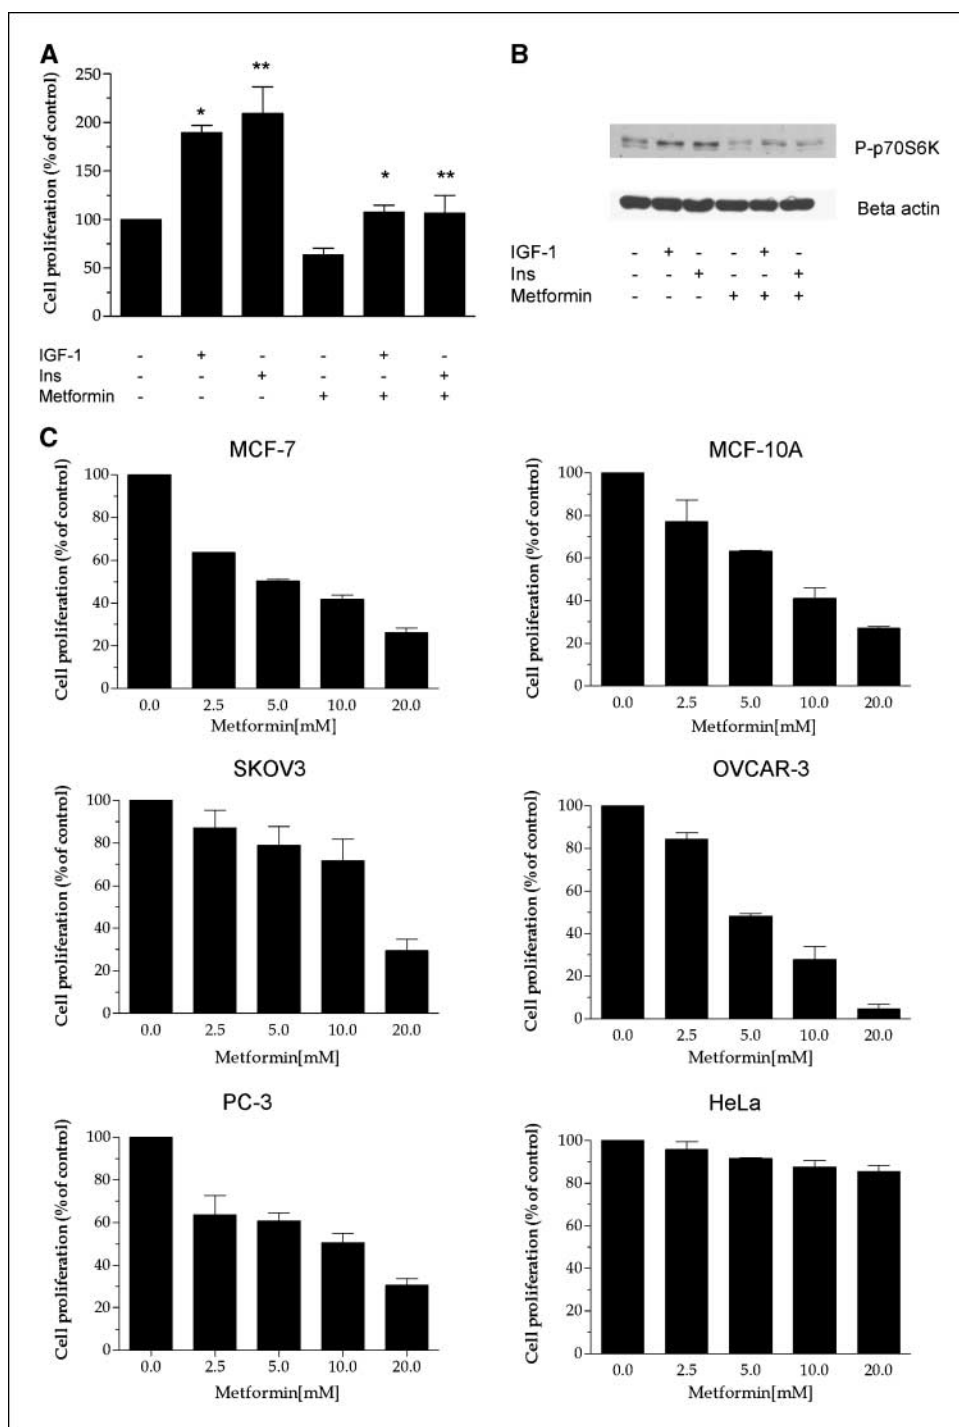 A
Cell proliferation (% of control)
250
200
150
100
50
0
*
**
*
**
IGF-1 - + - - + -
Ins - - + - - +
Metformin - - - + + +
B
P-p70S6K
Beta actin
IGF-1 - + - - + -
Ins - - + - - +
Metformin - - - + + +
C
MCF-7
Cell proliferation (% of control)
100
80
60
40
20
0
0.0 2.5 5.0 10.0 20.0
Metformin[mM]
MCF-10A
Cell proliferation (% of control)
100
80
60
40
20
0
0.0 2.5 5.0 10.0 20.0
Metformin[mM]
SKOV3
Cell proliferation (% of control)
100
80
60
40
20
0
0.0 2.5 5.0 10.0 20.0
Metformin[mM]
OVCAR-3
Cell proliferation (% of control)
100
80
60
40
20
0
0.0 2.5 5.0 10.0 20.0
Metformin[mM]
PC-3
Cell proliferation (% of control)
100
80
60
40
20
0
0.0 2.5 5.0 10.0 20.0
Metformin[mM]
HeLa
Cell proliferation (% of control)
100
80
60
40
20
0
0.0 2.5 5.0 10.0 20.0
Metformin[mM]